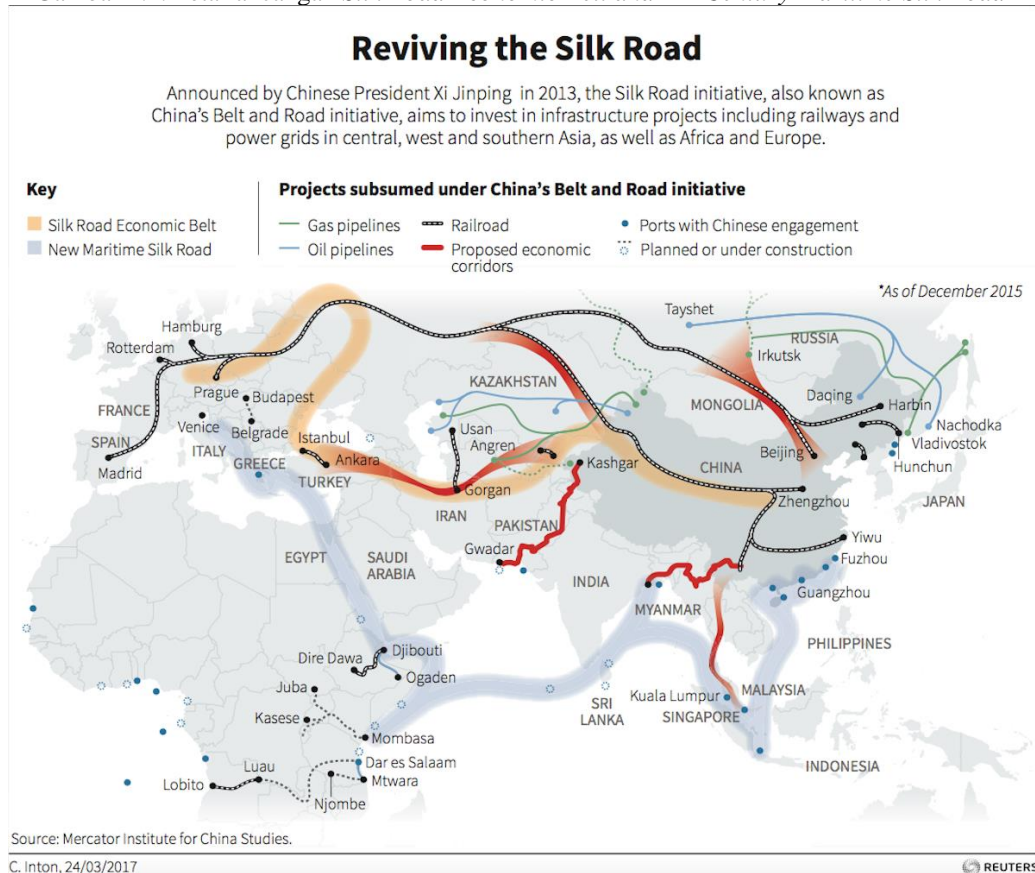 Reviving the Silk Road
Announced by Chinese President Xi Jinping in 2013, the Silk Road initiative, also known as
China's Belt and Road initiative, aims to invest in infrastructure projects including railways and
power grids in central, west and southern Asia, as well as Africa and Europe.
Key
Silk Road Economic Belt
New Maritime Silk Road
Projects subsumed under China's Belt and Road initiative
Gas pipelines
Oil pipelines
Railroad
Proposed economic
corridors
Ports with Chinese engagement
Planned or under construction
*As of December 2015
Tayshet
Hamburg
RUSSIA
Rotterdam
Irkutsk
KAZAKHSTAN
Prague
Budapest
Daqing
FRANCE
MONGOLIA
Harbin
Venice
Usan
Belgrade
Nachodka
SPAIN
Istanbul
Angren
Vladivostok
ITALY
Beijing
GREECE
Ankara
Kashgar
CHINA
Hunchun
Madrid
TURKEY
Gorgan
Zhengzhou
JAPAN
IRAN
PAKISTAN
Yiwu
Gwadar
EGYPT
SAUDI
ARABIA
Fuzhou
INDIA
Guangzhou
MYANMAR
PHILIPPINES
Djibouti
Dire Dawa
Ogaden
Juba
Kuala Lumpur
MALAYSIA
SRI
LANKA
SINGAPORE
Kasese
Mombasa
Dar es Salaam
INDONESIA
Luau
Mtwara
Lobito
Njombe
Source: Mercator Institute for China Studies.
C. Inton, 24/03/2017
REUTERS